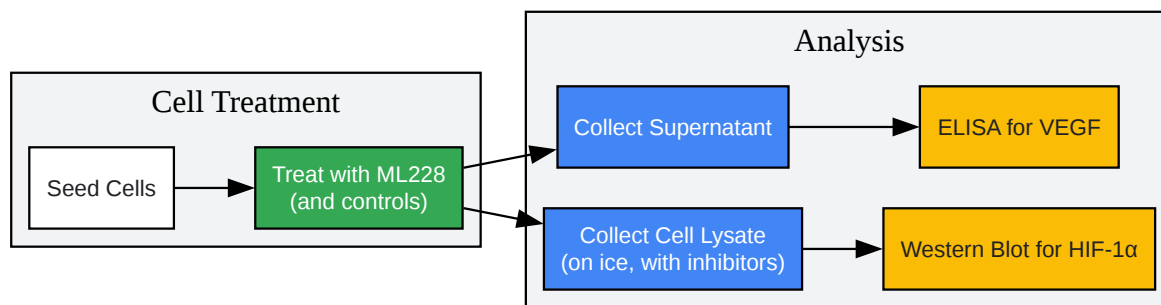 Cell Treatment
Seed Cells
Treat with ML228
(and controls)
Analysis
Collect Supernatant
ELISA for VEGF
Collect Cell Lysate
(on ice, with inhibitors)
Western Blot for HIF-1α